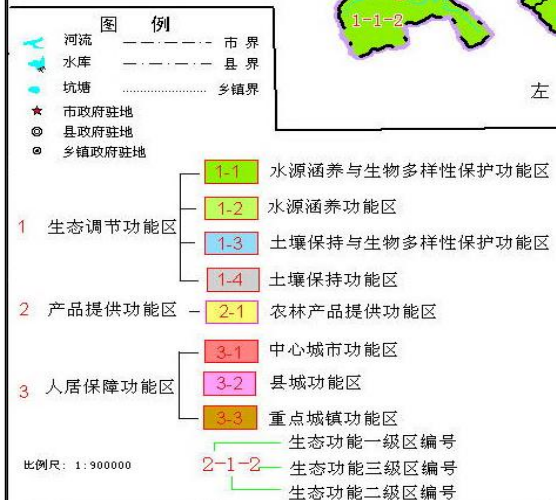 1-1-2
左
图 例
河流 市 界
水库 县 界
坑塘 乡镇界
市政府驻地
县政府驻地
乡镇政府驻地
1 生态调节功能区
1-1 水源涵养与生物多样性保护功能区
1-2 水源涵养功能区
1-3 土壤保持与生物多样性保护功能区
1-4 土壤保持功能区
2 产品提供功能区
2-1 农林产品提供功能区
3 人居保障功能区
3-1 中心城市功能区
3-2 县城功能区
3-3 重点城镇功能区
比例尺: 1:900000
2-1-2
生态功能一级区编号
生态功能三级区编号
生态功能二级区编号